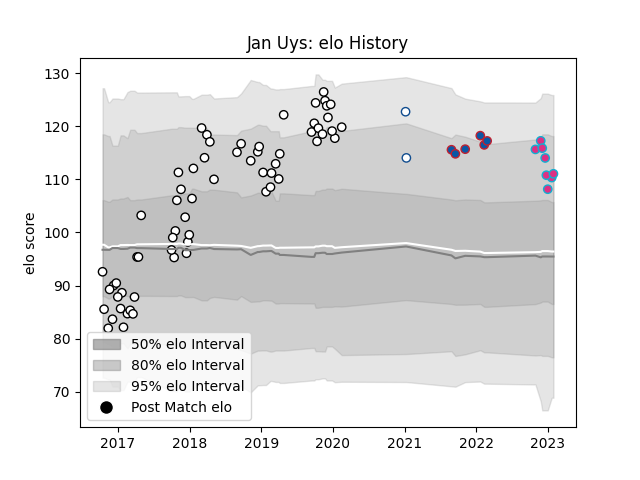 Jan Uys: elo History
elo score
130
120
110
100
90
80
70
50% elo Interval
80% elo Interval
95% elo Interval
Post Match elo
2017 2018 2019 2020 2021 2022 2023